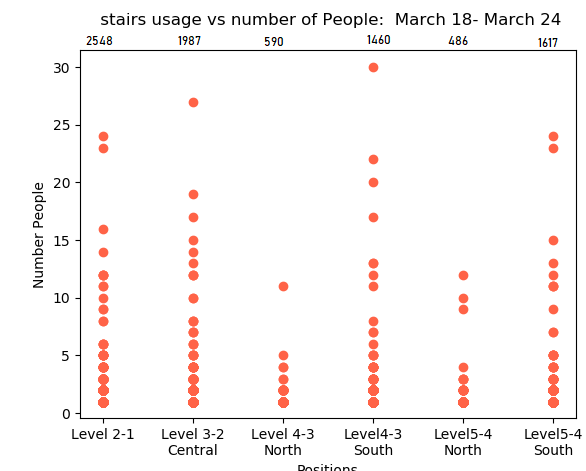 stairs usage vs number of People:  March 18- March 24
2548 1987 590 1460 486 1617
30
25
20
15
10
5
0
Number People
Level 2-1 Level 3-2 Central Level 4-3 North Level4-3 South Level5-4 North Level5-4 South
Positions